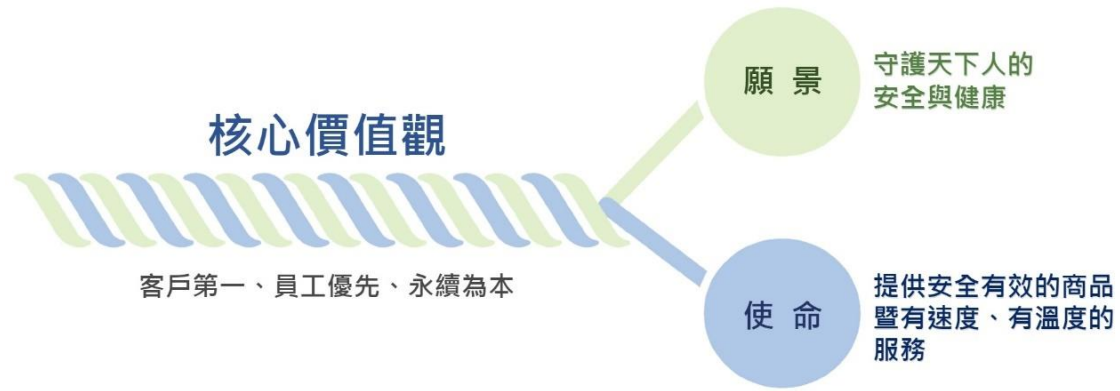 核心價值觀
客戶第一、員工優先、永續為本
願景
守護天下人的
安全與健康
使命
提供安全有效的商品
暨有速度、有溫度的
服務